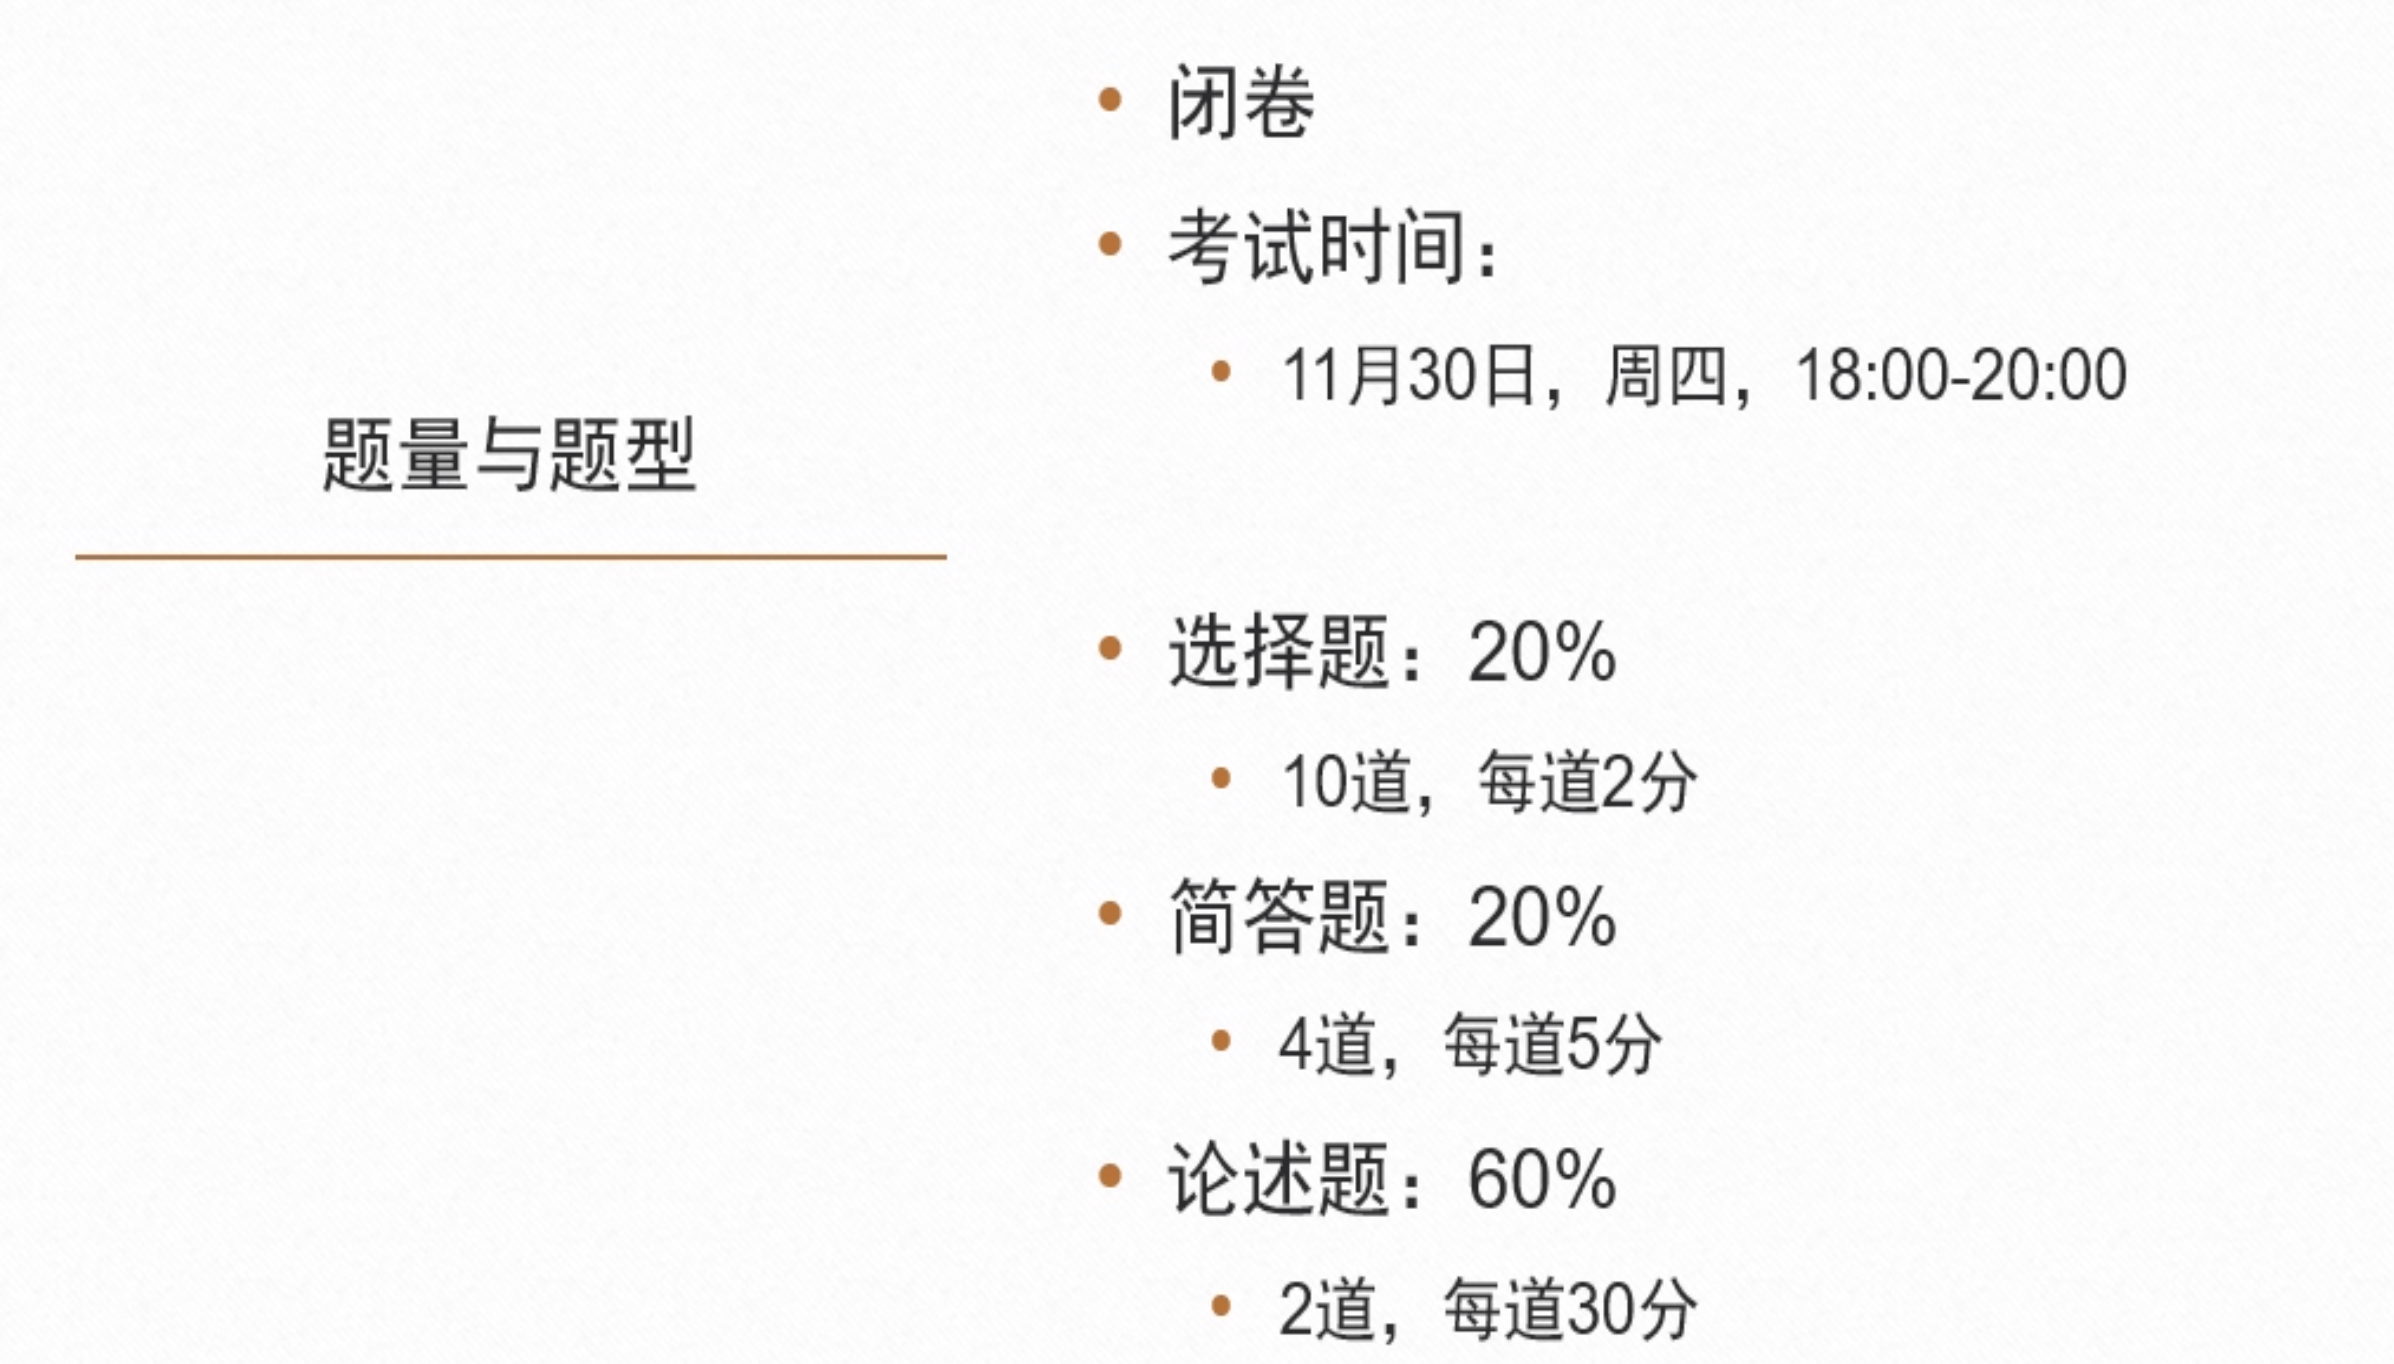 题量与题型
闭卷
考试时间：
11月30日，周四，18:00-20:00
选择题：20%
10道，每道2分
简答题：20%
4道，每道5分
论述题：60%
2道，每道30分